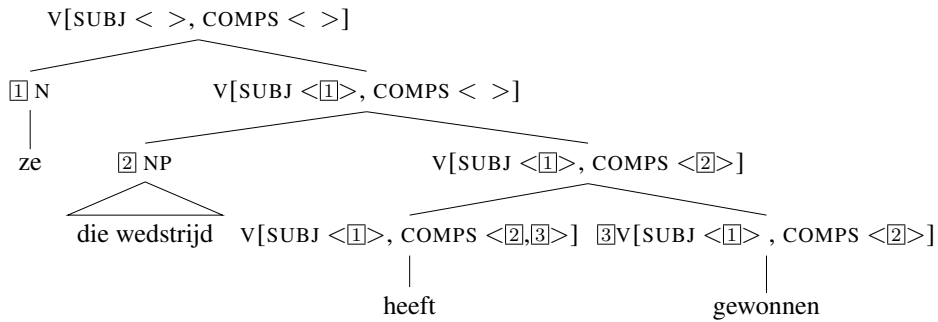 V[SUBJ < >, COMPS < >]
1 N V[SUBJ <1>, COMPS < >]
ze 2 NP V[SUBJ <1>, COMPS <2>]
die wedstrijd V[SUBJ <1>, COMPS <2,3>] 3V[SUBJ <1> , COMPS <2>]
heeft gewonnen